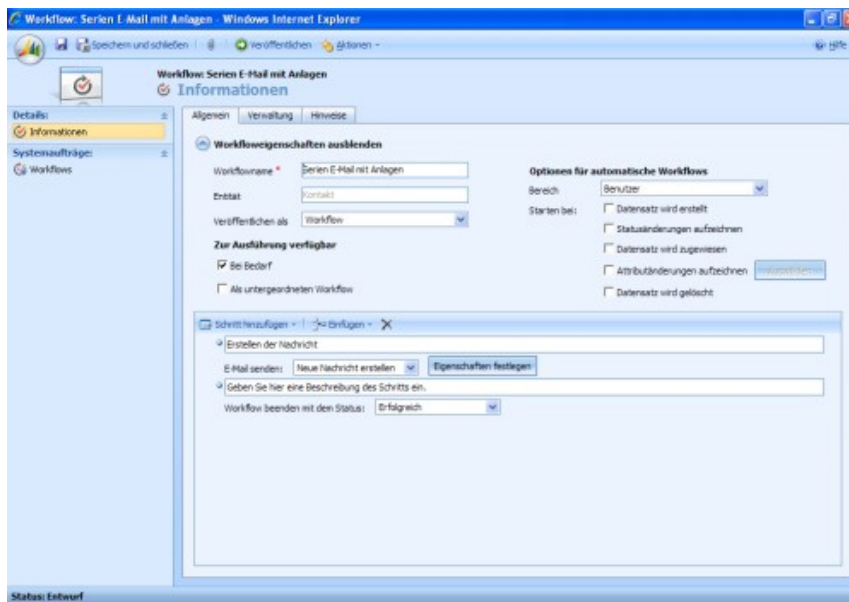 Workflow: Serien E-Mail mit Anlagen - Windows Internet Explorer
Speichern und schließen Veröffentlichen Aktionen Hilfe
Workflow: Serien E-Mail mit Anlagen
Informationen
Details:
Informationen
Systemaufträge:
Workflows
Allgemein Verwaltung Hinweise
Workfloweigenschaften ausblenden
Workflowname * Serien E-Mail mit Anlagen
Entität Kontakt
Veröffentlichen als Workflow
Zur Ausführung verfügbar
Bei Bedarf
Als untergeordneten Workflow
Optionen für automatische Workflows
Bereich Benutzer
Starten bei: Datensatz wird erstellt
Statusänderungen aufzeichnen
Datensatz wird zugewiesen
Attributänderungen aufzeichnen
Datensatz wird gelöscht
Schritt hinzufügen Einfügen
Erstellen der Nachricht
E-Mail senden: Neue Nachricht erstellen Eigenschaften festlegen
Geben Sie hier eine Beschreibung des Schritts ein.
Workflow beenden mit dem Status: Erfolgreich
Status: Entwurf